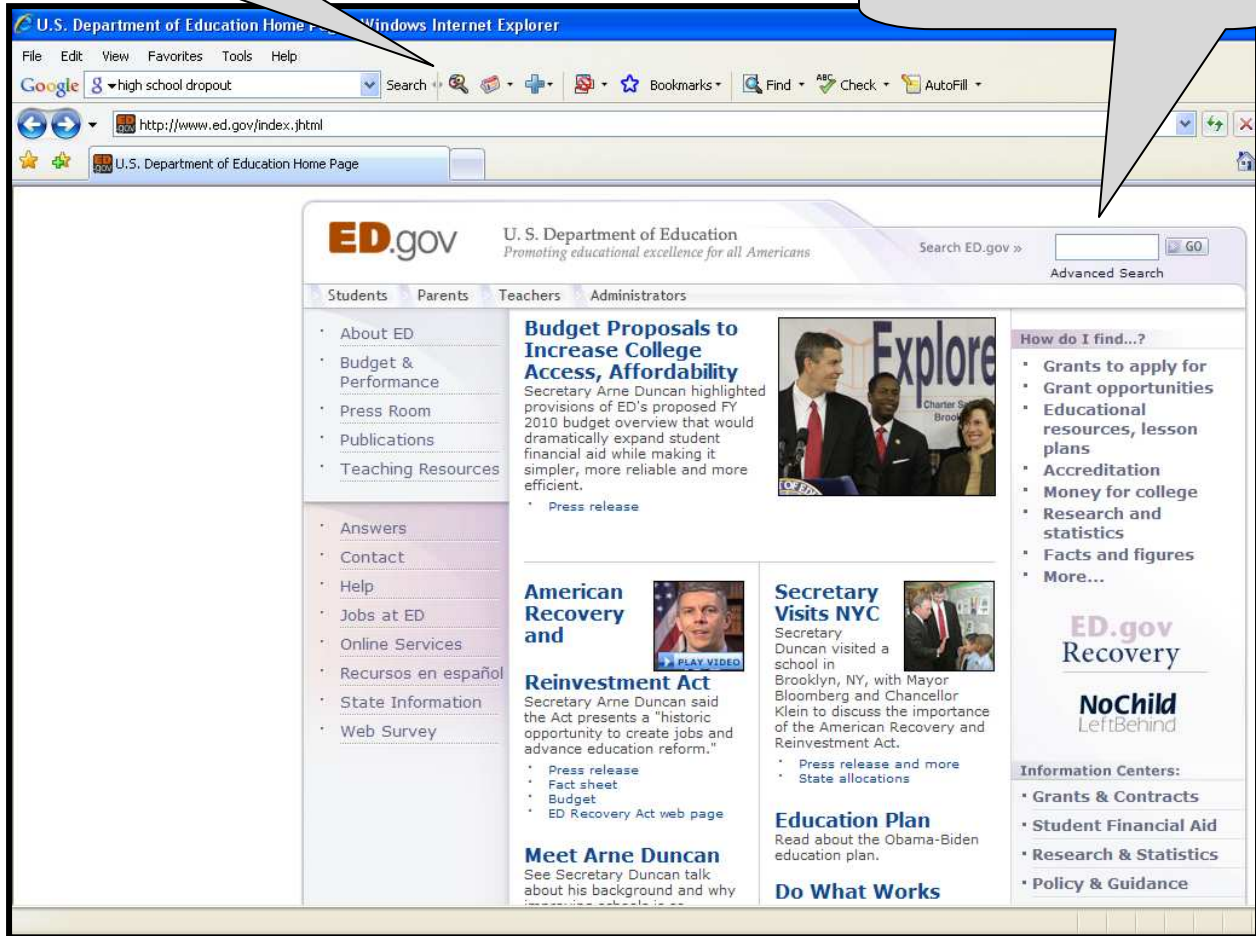 U.S. Department of Education Home Windows Internet Explorer
File Edit View Favorites Tools Help
Google high school dropout Search Bookmarks Find Check AutoFill
http://www.ed.gov/index.jhtml
U.S. Department of Education Home Page
ED.gov
U. S. Department of Education
Promoting educational excellence for all Americans
Search ED.gov » GO
Advanced Search
Students Parents Teachers Administrators
· About ED
· Budget &
Performance
· Press Room
· Publications
· Teaching Resources
· Answers
· Contact
· Help
· Jobs at ED
· Online Services
· Recursos en español
· State Information
· Web Survey
Budget Proposals to
Increase College
Access, Affordability
Secretary Arne Duncan highlighted
provisions of ED's proposed FY
2010 budget overview that would
dramatically expand student
financial aid while making it
simpler, more reliable and more
efficient.
· Press release
Explore
Charter
Brook
American
Recovery
and
Reinvestment Act
PLAY VIDEO
Secretary Arne Duncan said
the Act presents a "historic
opportunity to create jobs and
advance education reform."
· Press release
· Fact sheet
· Budget
· ED Recovery Act web page
Meet Arne Duncan
See Secretary Duncan talk
about his background and why
improving schools is so
Secretary
Visits NYC
Secretary
Duncan visited a
school in
Brooklyn, NY, with Mayor
Bloomberg and Chancellor
Klein to discuss the importance
of the American Recovery and
Reinvestment Act.
· Press release and more
· State allocations
Education Plan
Read about the Obama-Biden
education plan.
Do What Works
How do I find...?
· Grants to apply for
· Grant opportunities
· Educational
resources, lesson
plans
· Accreditation
· Money for college
· Research and
statistics
· Facts and figures
· More...
ED.gov
Recovery
NoChild
LeftBehind
Information Centers:
· Grants & Contracts
· Student Financial Aid
· Research & Statistics
· Policy & Guidance